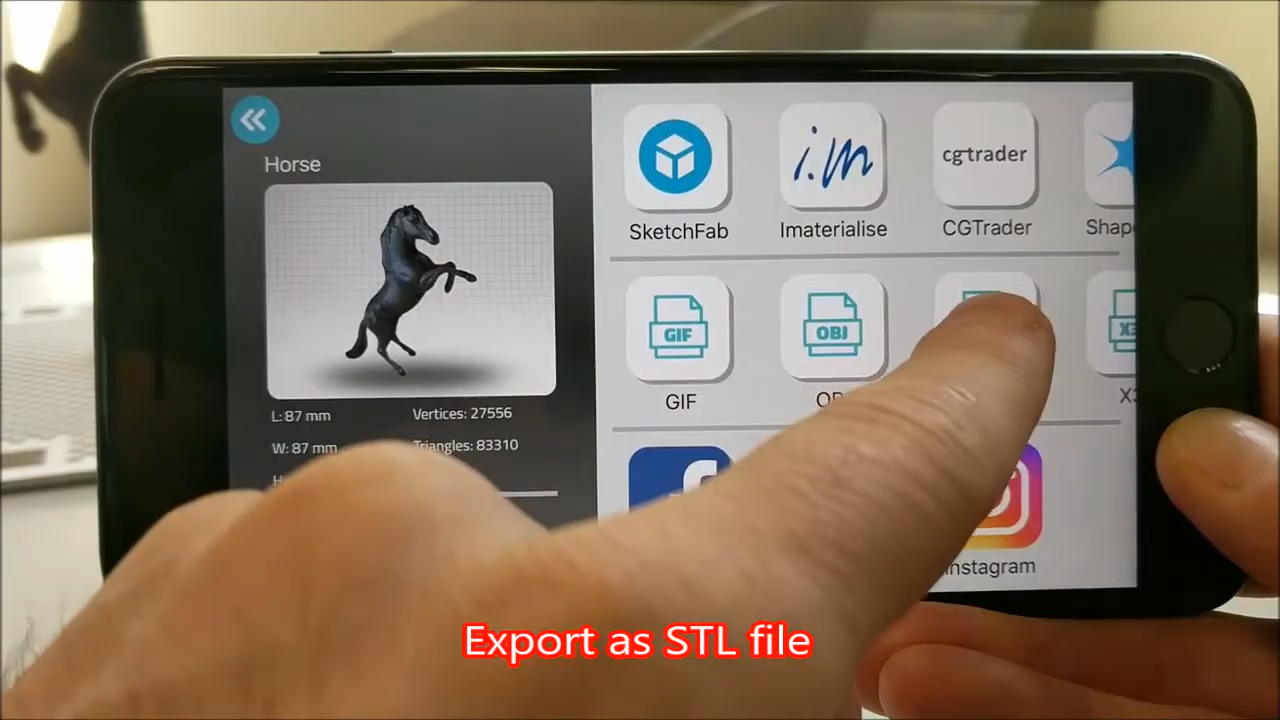 Horse
L: 87 mm
Vertices: 27556
W: 87 mm
Triangles: 83310
i.m
cgtrader
SketchFab
Imaterialise
CGTrader
GIF
OBJ
GIF
Instagram
Export as STL file